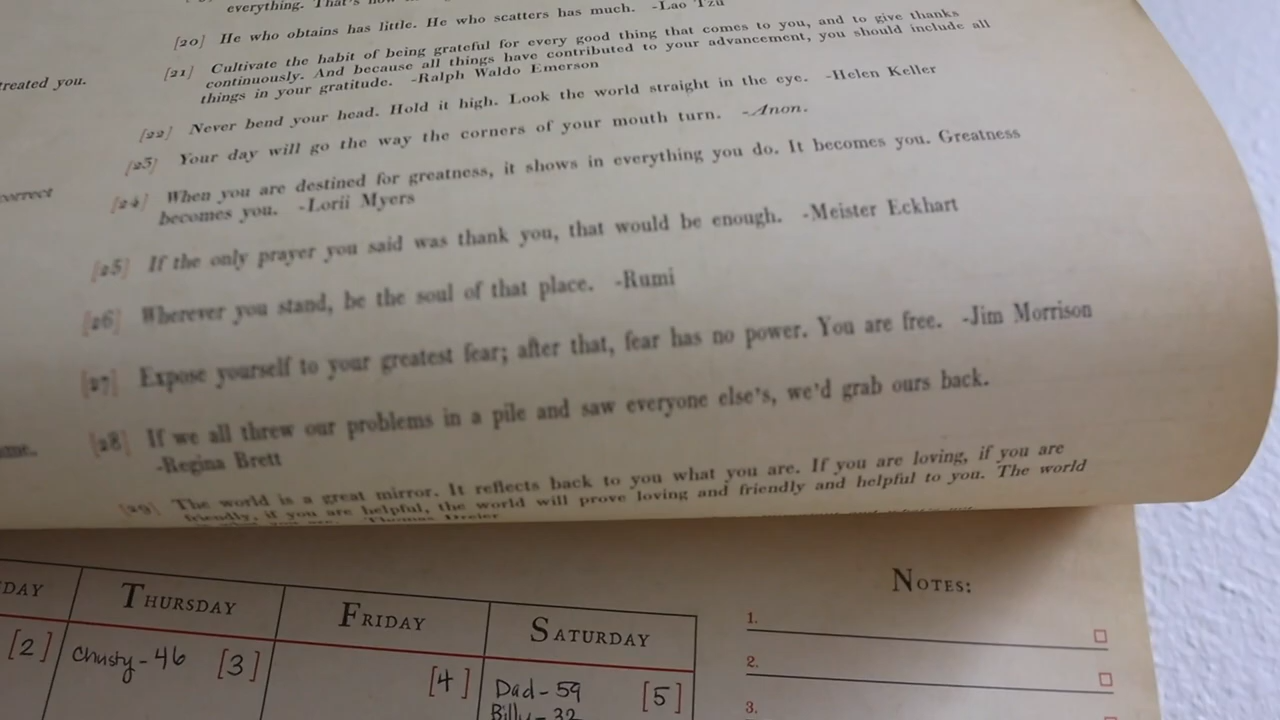 everything. That's
[20] He who obtains has little. He who scatters has much. -Lao Tzu
treated you.
[21] Cultivate the habit of being grateful for every good thing that comes to you, and to give thanks
continuously. And because all things have contributed to your advancement, you should include all
things in your gratitude. -Ralph Waldo Emerson
[22] Never bend your head. Hold it high. Look the world straight in the eye. -Helen Keller
[23] Your day will go the way the corners of your mouth turn. -Anon.
correct
[24] When you are destined for greatness, it shows in everything you do. It becomes you. Greatness
becomes you. -Lorii Myers
[25] If the only prayer you said was thank you, that would be enough. -Meister Eckhart
[26] Wherever you stand, be the soul of that place. -Rumi
[27] Expose yourself to your greatest fear; after that, fear has no power. You are free. -Jim Morrison
[28] If we all threw our problems in a pile and saw everyone else's, we'd grab ours back.
-Regina Brett
[29] The world is a great mirror. It reflects back to you what you are. If you are loving, if you are
friendly, if you are helpful, the world will prove loving and friendly and helpful to you. The world
Thomas Dreier
DAY THURSDAY FRIDAY SATURDAY
NOTES:
1.
2.
3.
[2] Chusty-46 [3] [4] Dad-59 [5]
Billy-32